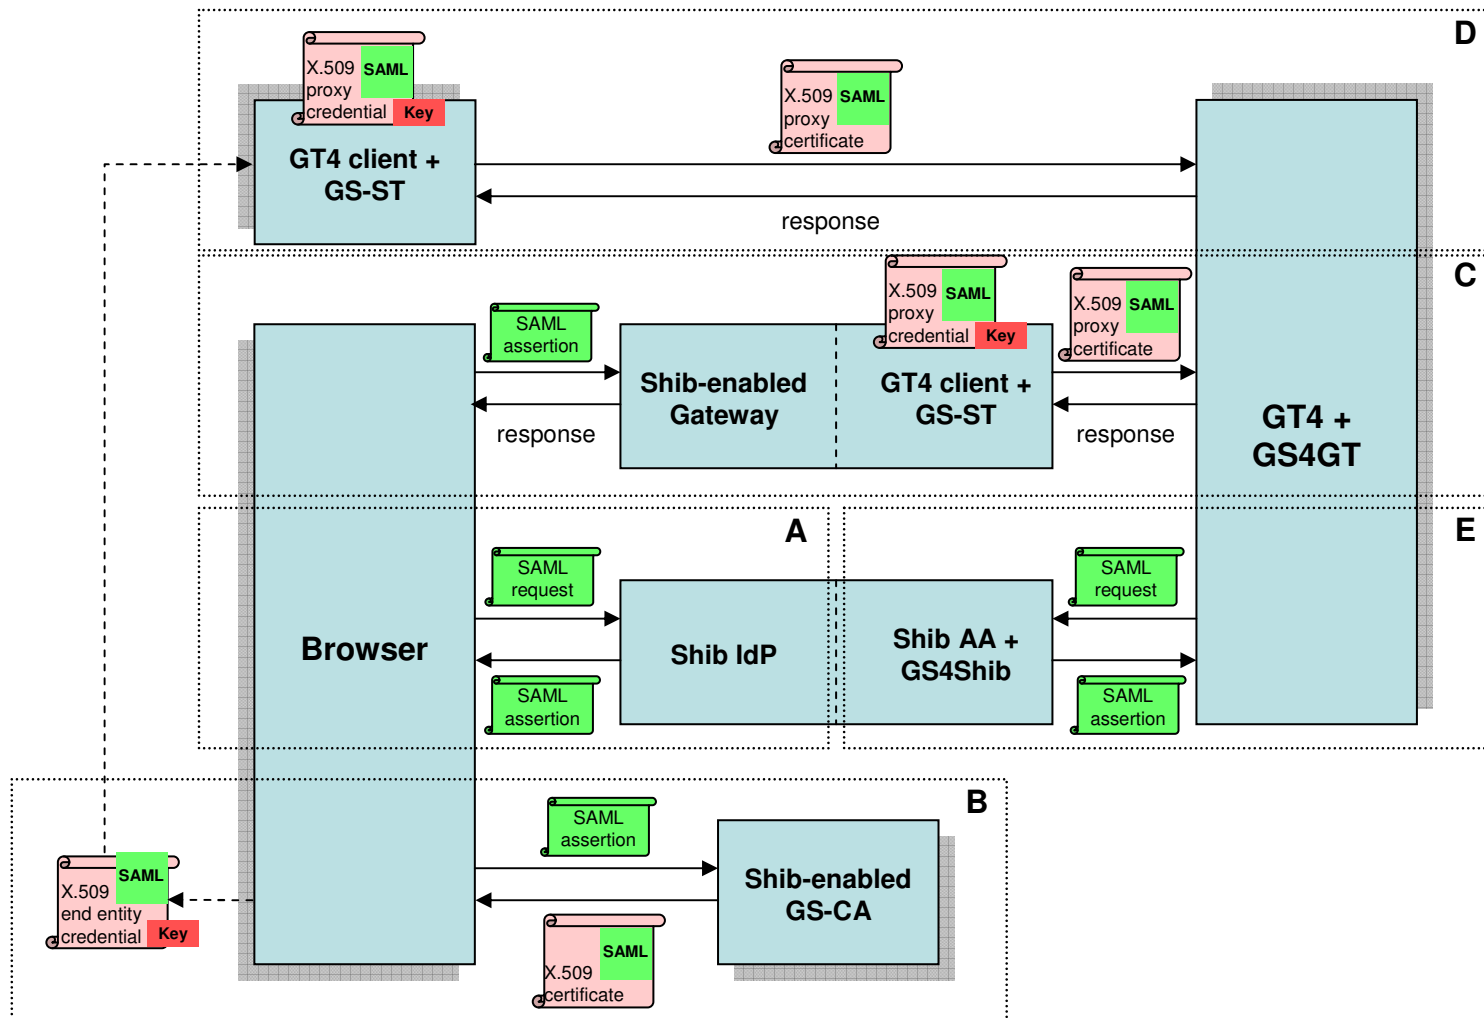 D
X.509
SAML
proxy
credential
Key
GT4 client +
GS-ST
X.509
SAML
proxy
certificate
response
C
SAML
assertion
response
Shib-enabled
Gateway
X.509
SAML
proxy
credential
Key
GT4 client +
GS-ST
X.509
SAML
proxy
certificate
response
GT4 +
GS4GT
A
Browser
SAML
request
SAML
assertion
Shib IdP
E
Shib AA +
GS4Shib
SAML
request
SAML
assertion
B
SAML
assertion
Shib-enabled
GS-CA
SAML
X.509
certificate
SAML
X.509
end entity
credential
Key